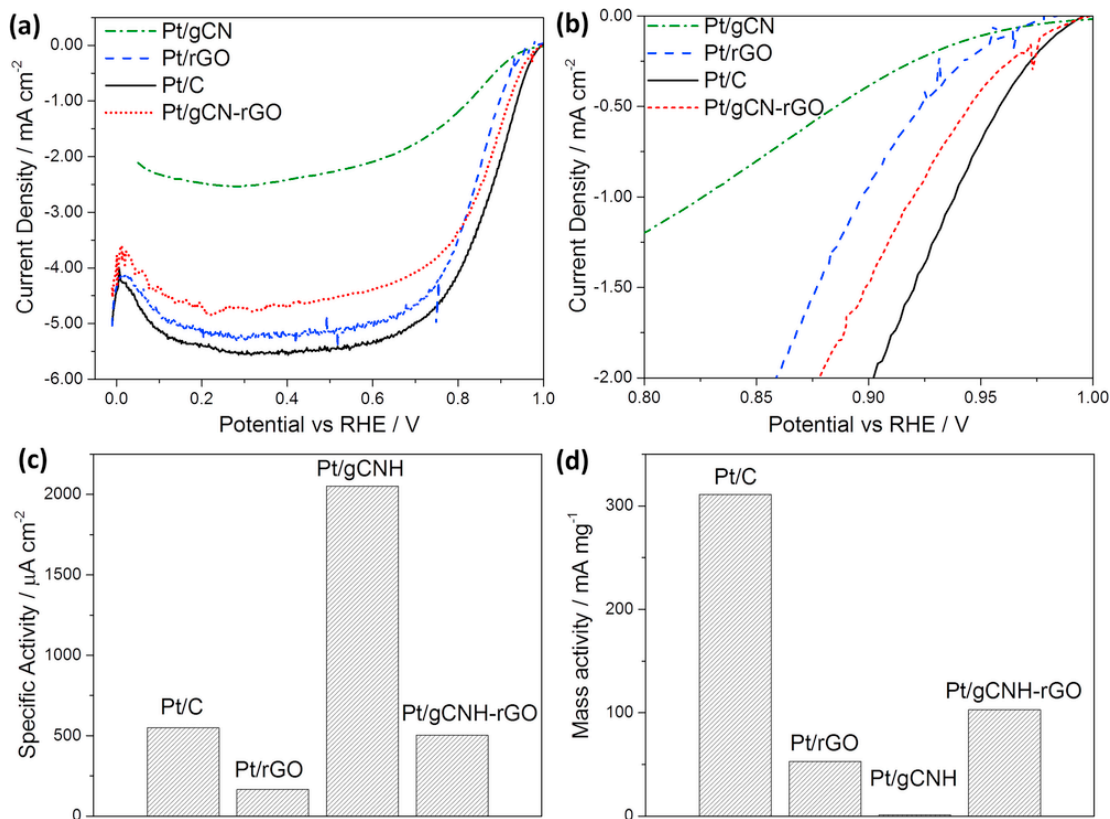 (a)
Pt/gCN
Pt/rGO
Pt/C
Pt/gCN-rGO
0.00
-1.00
-2.00
-3.00
-4.00
-5.00
-6.00
Current Density / mA cm-2
0.0 0.2 0.4 0.6 0.8 1.0
Potential vs RHE / V
(b)
Pt/gCN
Pt/rGO
Pt/C
Pt/gCN-rGO
0.00
-0.50
-1.00
-1.50
-2.00
Current Density / mA cm-2
0.80 0.85 0.90 0.95 1.00
Potential vs RHE / V
(c)
2000
1500
1000
500
0
Specific Activity / μA cm-2
Pt/C
Pt/rGO
Pt/gCNH
Pt/gCNH-rGO
(d)
300
200
100
0
Mass activity / mA mg-1
Pt/C
Pt/rGO
Pt/gCNH
Pt/gCNH-rGO